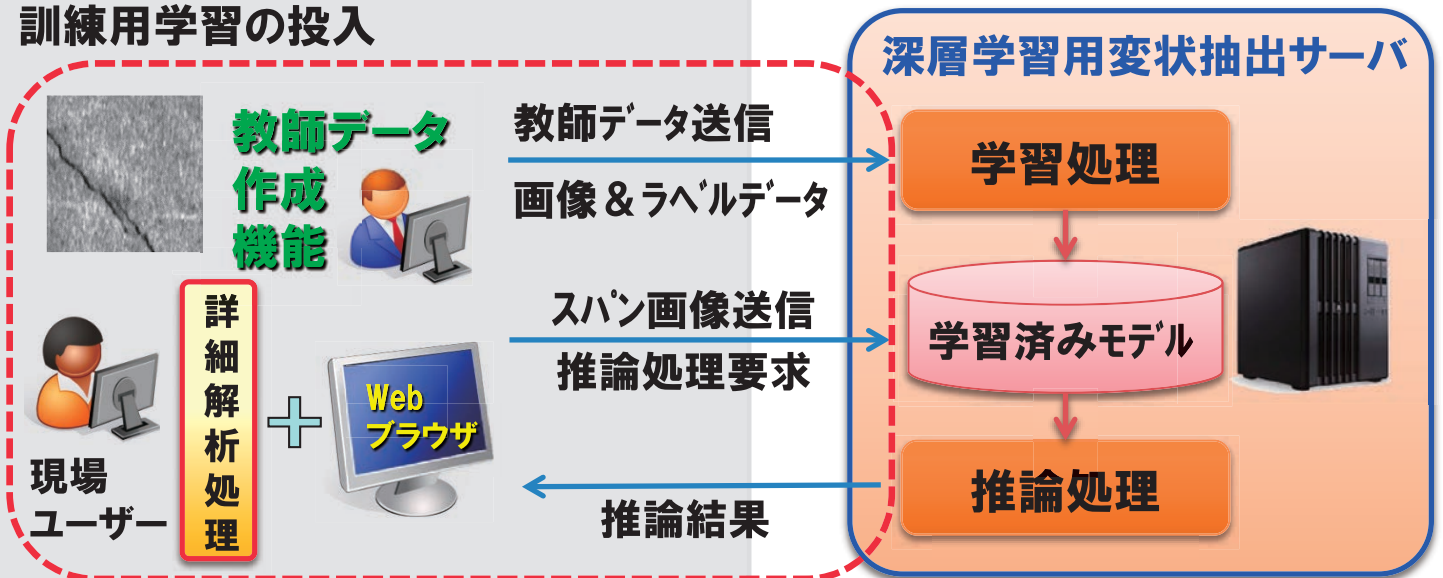 訓練用学習の投入
教師データ
作成
機能
詳細解析処理
現場
ユーザー
Web
ブラウザ
教師データ送信
画像&ラベルデータ
スパン画像送信
推論処理要求
推論結果
深層学習用変状抽出サーバ
学習処理
学習済みモデル
推論処理